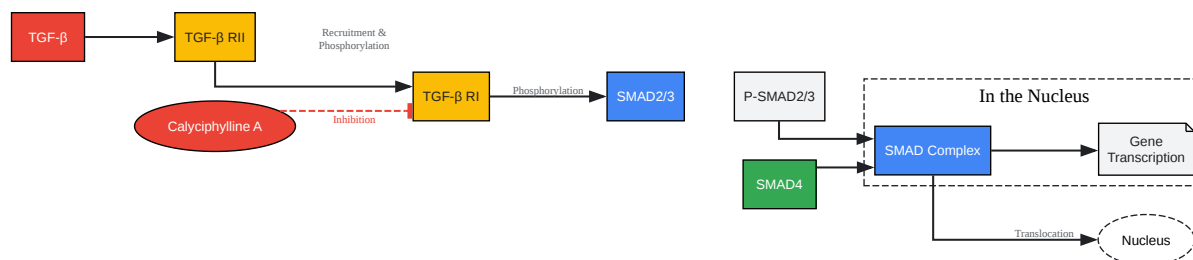 TGF-β
TGF-β RII
Recruitment &
Phosphorylation
Calyciphylline A
Inhibition
TGF-β RI
Phosphorylation
SMAD2/3
P-SMAD2/3
SMAD4
In the Nucleus
SMAD Complex
Gene
Transcription
Translocation
Nucleus